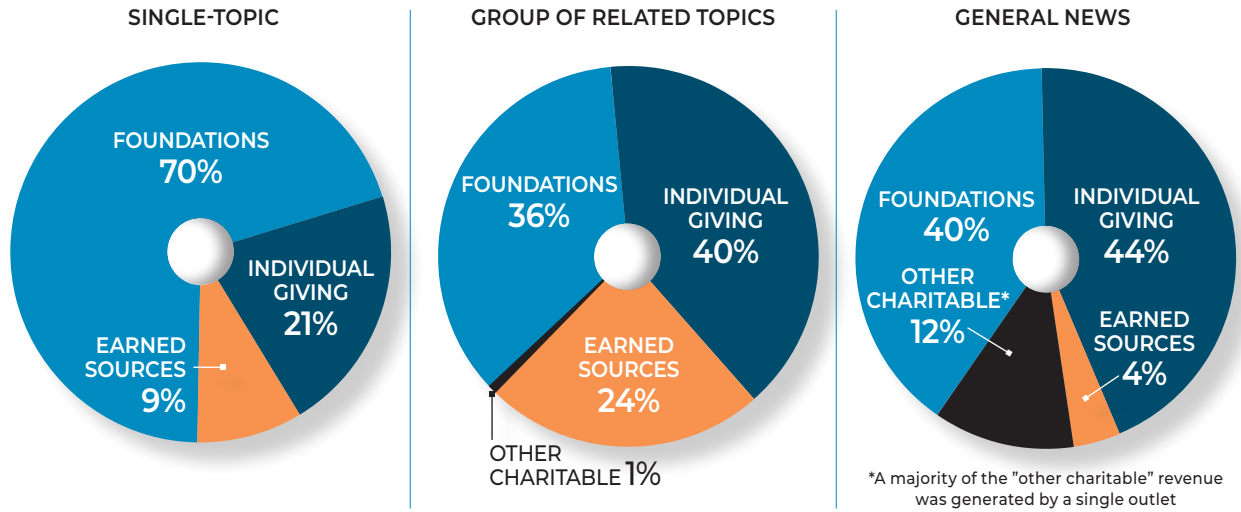 SINGLE-TOPIC
FOUNDATIONS
70%
INDIVIDUAL
GIVING
21%
EARNED
SOURCES
9%
GROUP OF RELATED TOPICS
FOUNDATIONS
36%
INDIVIDUAL
GIVING
40%
EARNED
SOURCES
24%
OTHER
CHARITABLE 1%
GENERAL NEWS
FOUNDATIONS
40%
INDIVIDUAL
GIVING
44%
OTHER
CHARITABLE*
12%
EARNED
SOURCES
4%
*A majority of the "other charitable" revenue
was generated by a single outlet